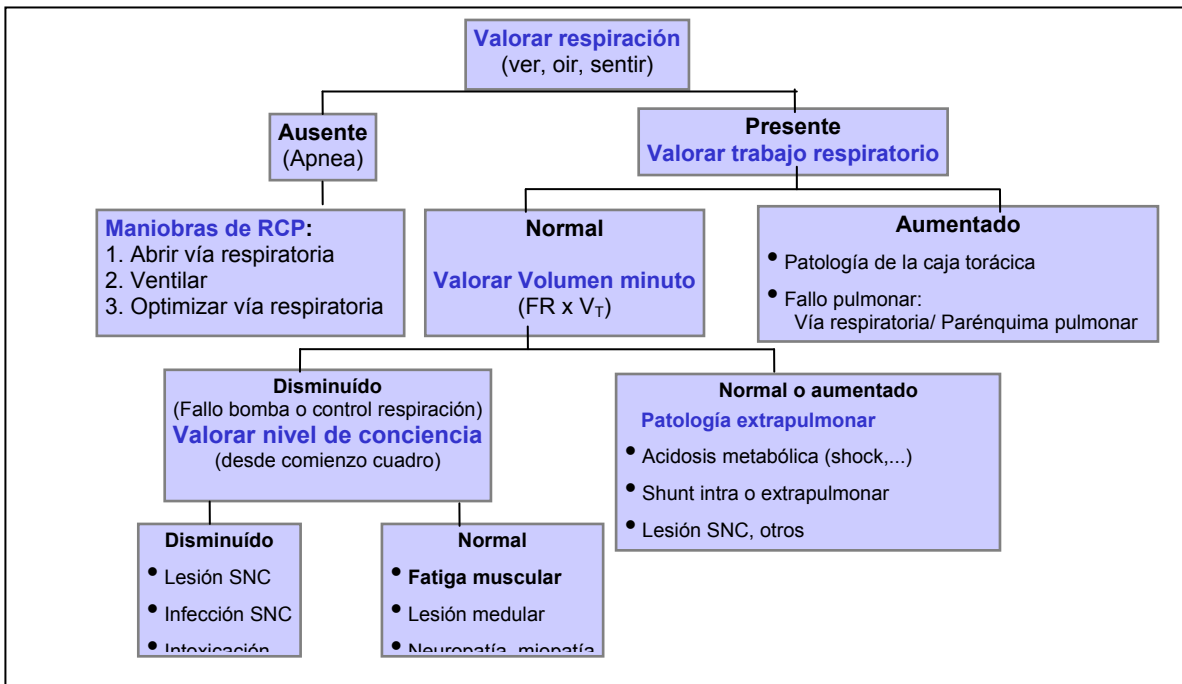 Valorar respiración
(ver, oir, sentir)
Ausente
(Apnea)
Presente
Valorar trabajo respiratorio
Maniobras de RCP:
1. Abrir vía respiratoria
2. Ventilar
3. Optimizar vía respiratoria
Normal
Valorar Volumen minuto
(FR x VT)
Aumentado
• Patología de la caja torácica
• Fallo pulmonar:
Vía respiratoria/ Parénquima pulmonar
Disminuído
(Fallo bomba o control respiración)
Valorar nivel de conciencia
(desde comienzo cuadro)
Normal o aumentado
Patología extrapulmonar
• Acidosis metabólica (shock,...)
• Shunt intra o extrapulmonar
• Lesión SNC, otros
Disminuído
• Lesión SNC
• Infección SNC
• Intoxicación
Normal
• Fatiga muscular
• Lesión medular
• Neuropatía, miopatía